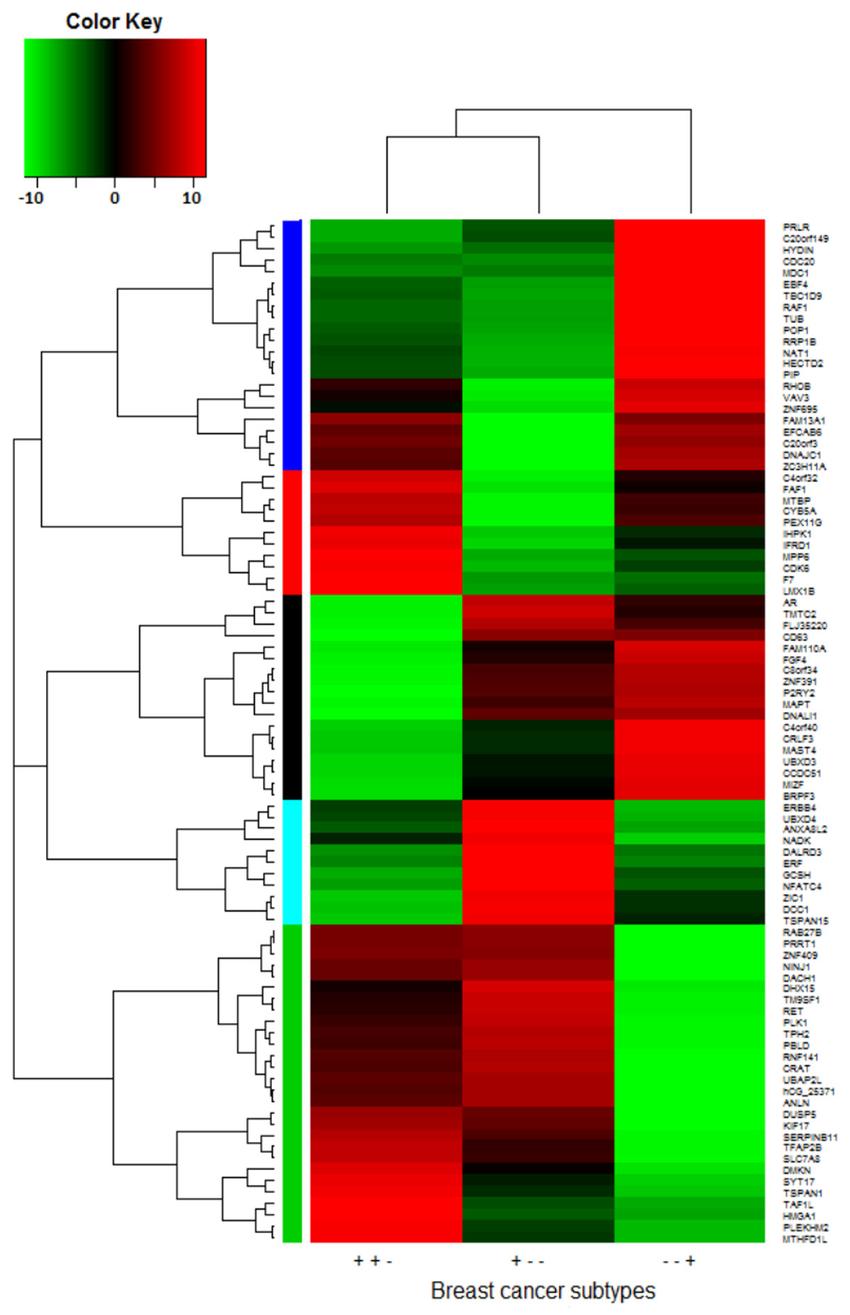 Color Key
-10 0 10
PRLR
C20orf149
HYDIN
CDC20
MDC1
EBF4
TBC1D9
RAF1
TUB
POP1
RRP1B
NAT1
HECTD2
PIP
RHOB
VAV3
ZNF695
FAM13A1
EFCAB6
C20orf3
DNAJC1
ZC3H11A
C4orf32
FAF1
MTBP
CYB5A
PEX11G
IHPK1
IFRD1
MPP6
CDK6
F7
LMX1B
AR
TMTC2
FLJ35220
CD63
FAM110A
FGF4
C8orf34
ZNF391
P2RY2
MAPT
DNALI1
C4orf40
CRLF3
MAST4
UBXD3
CCDC51
MIZF
BRPF3
ERBB4
UBXD4
ANXA8L2
NADK
DALRD3
ERF
GCSH
NFATC4
ZIC1
DCC1
TSPAN15
RAB27B
PRRT1
ZNF409
NINJ1
DACH1
DHX15
TM9SF1
RET
PLK1
TPH2
PBLD
RNF141
CRAT
UBAP2L
hCG_25371
ANLN
DUSP5
KIF17
SERPINB11
TFAP2B
SLC7A8
DMKN
SYT17
TSPAN1
TAF1L
HMGA1
PLEKHM2
MTHFD1L
+ + - + - - - - +
Breast cancer subtypes